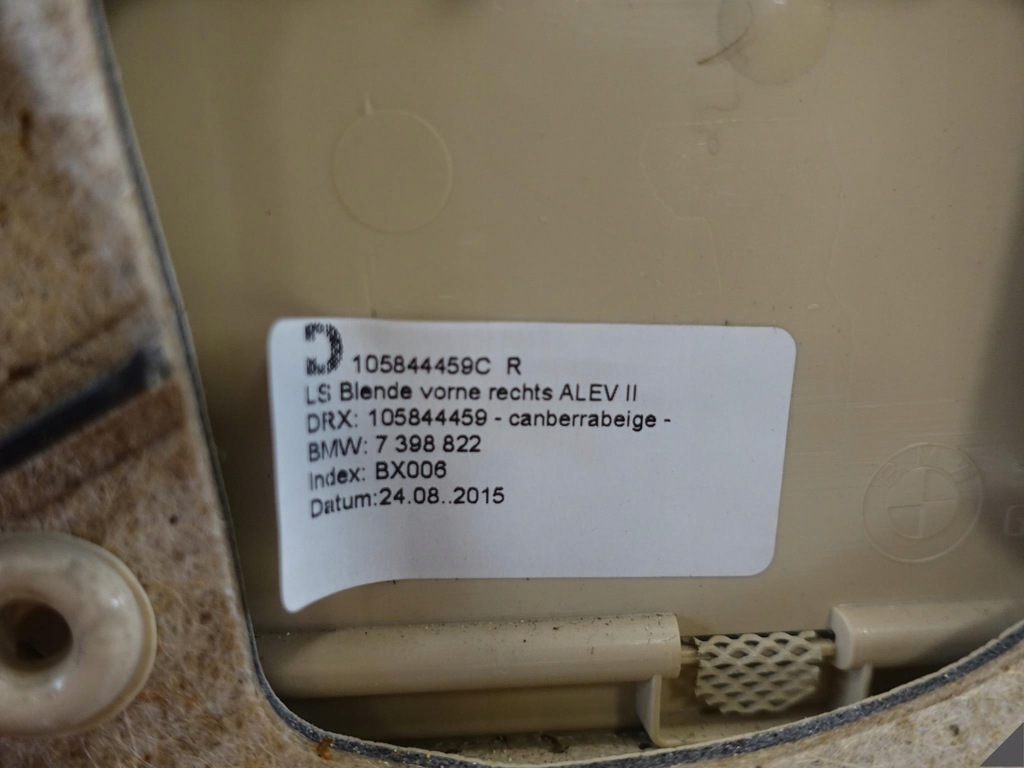 105844459C R
LS Blende vorne rechts ALEV II
DRX: 105844459 - canberrabeige -
BMW: 7 398 822
Index: BX006
Datum:24.08..2015
BMW